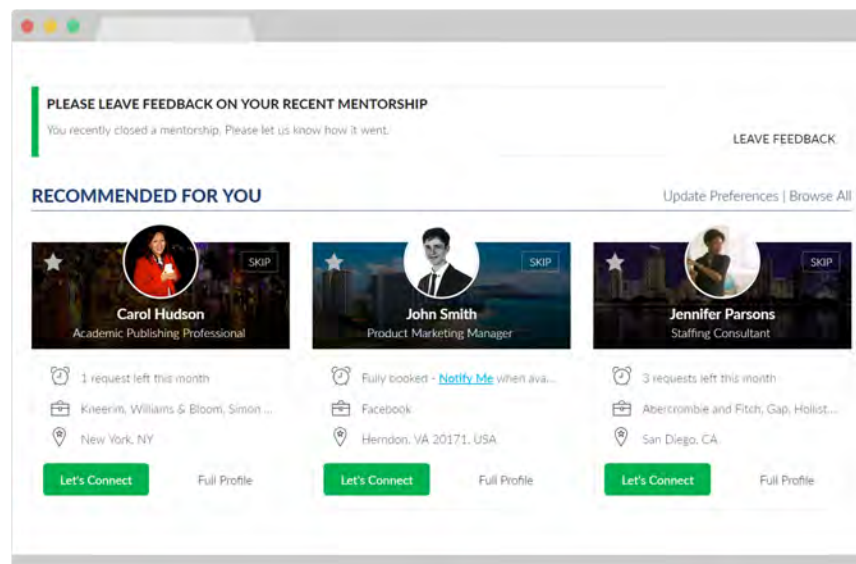 PLEASE LEAVE FEEDBACK ON YOUR RECENT MENTORSHIP
You recently closed a mentorship. Please let us know how it went.
LEAVE FEEDBACK
RECOMMENDED FOR YOU
Update Preferences | Browse All
SKIP
Carol Hudson
Academic Publishing Professional
1 request left this month
Kneerim, Williams & Bloom, Simon ...
New York, NY
Let's Connect
Full Profile
SKIP
John Smith
Product Marketing Manager
Fully booked - Notify Me when ava...
Facebook
Herndon, VA 20171, USA
Let's Connect
Full Profile
SKIP
Jennifer Parsons
Staffing Consultant
3 requests left this month
Abercrombie and Fitch, Gap, Hollist...
San Diego, CA
Let's Connect
Full Profile